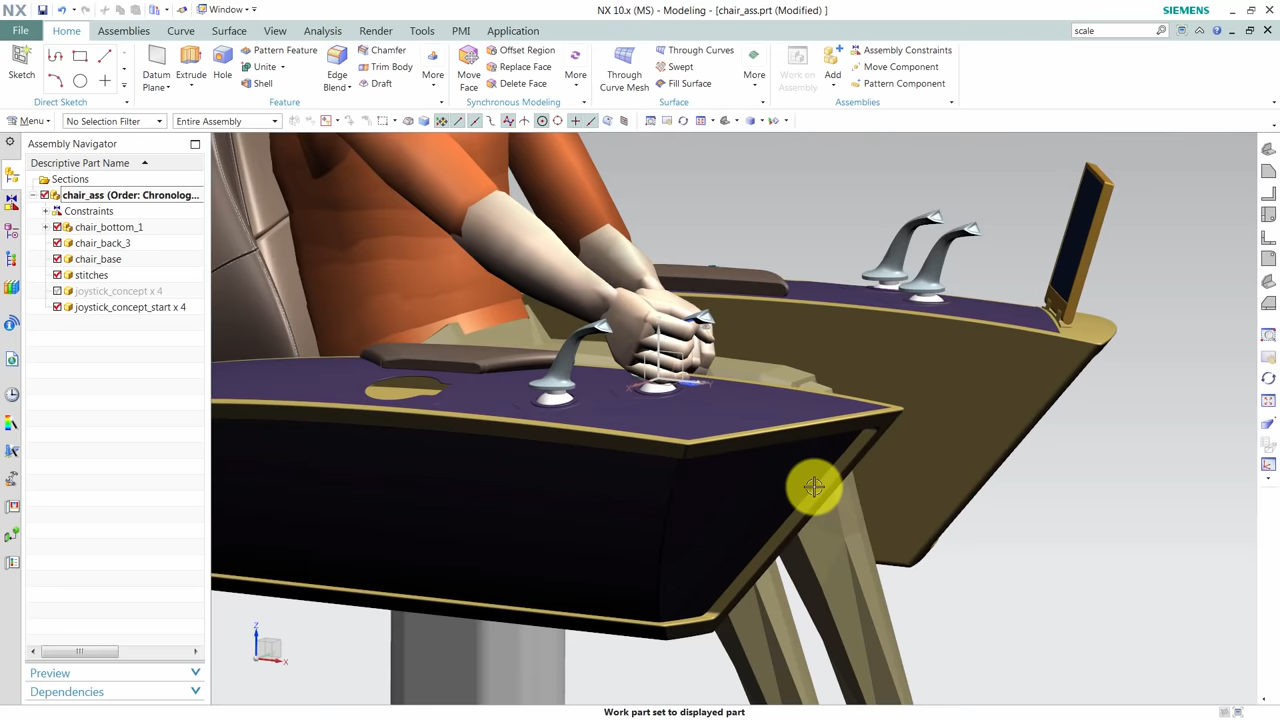 NX
Window
NX 10.x (MS) - Modeling - [chair_ass.prt (Modified) ]
SIEMENS
File
Home
Assemblies
Curve
Surface
Analysis
Render
Tools
View
PMI
Application
scale
Sketch
Direct Sketch
Datum Plane
Extrude
Hole
Pattern Feature
Unite
Shell
Edge Blend
Chamfer
Trim Body
Draft
More
Feature
Move Face
Offset Region
Replace Face
Delete Face
More
Synchronous Modeling
Through Curve Mesh
Through Curves
Swept
Fill Surface
More
Surface
Work on Assembly
Add
Assembly Constraints
Move Component
Pattern Component
Assemblies
Menu
No Selection Filter
Entire Assembly
Assembly Navigator
Descriptive Part Name
Sections
chair_ass (Order: Chronolog...
Constraints
chair_bottom_1
chair_back_3
chair_base
stitches
joystick_concept x 4
joystick_concept_start x 4
Preview
Dependencies
Z
X
Work part set to displayed part